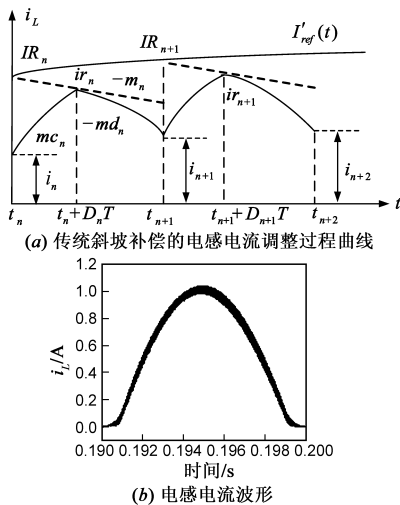 i_L
IR_n
IR_{n+1}
I'_{ref}(t)
ir_n
-m_n
ir_{n+1}
mc_n
-md_n
i_n
i_{n+1}
i_{n+2}
t
t_n
t_n+D_nT
t_{n+1}
t_{n+1}+D_{n+1}T
t_{n+2}
(a) 传统斜坡补偿的电感电流调整过程曲线
1.2
1.0
0.8
0.6
0.4
0.2
0.0
i_L/A
0.190 0.192 0.194 0.196 0.198 0.200
时间/s
(b) 电感电流波形